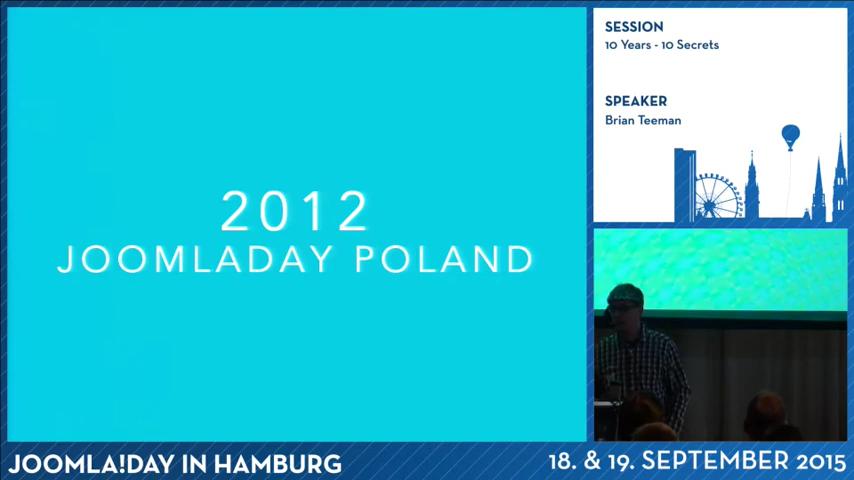 2012
JOOMLADAY POLAND
SESSION
10 Years - 10 Secrets
SPEAKER
Brian Teeman
JOOMLA!DAY IN HAMBURG
18. & 19. SEPTEMBER 2015